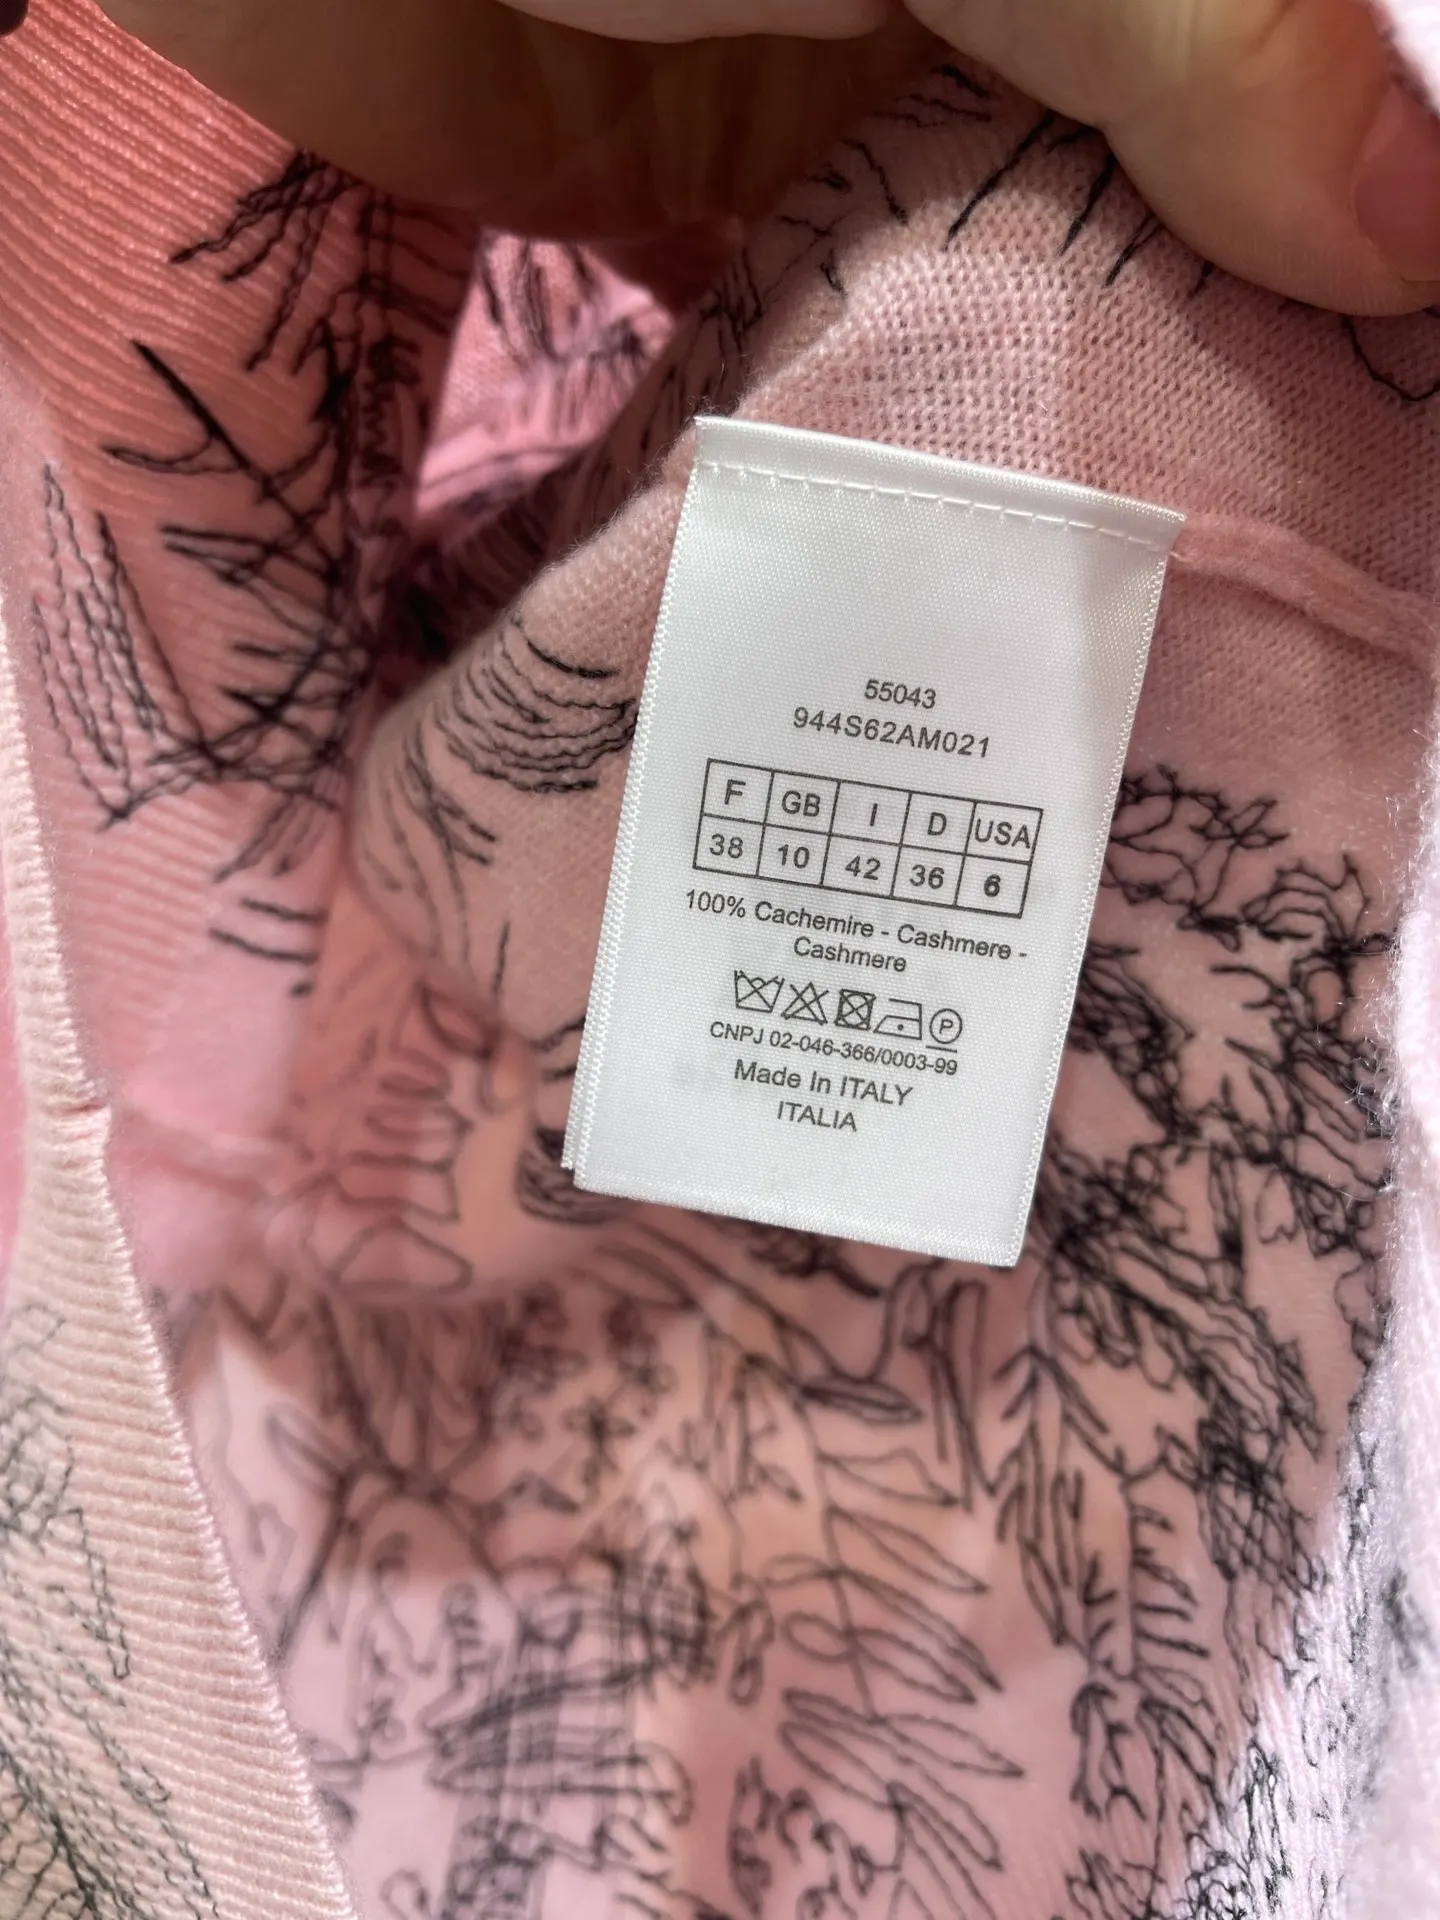 55043
944S62AM021
F GB I D USA
38 10 42 36 6
100% Cachemire - Cashmere -
Cashmere
P
CNPJ 02-046-366/0003-99
Made In ITALY
ITALIA